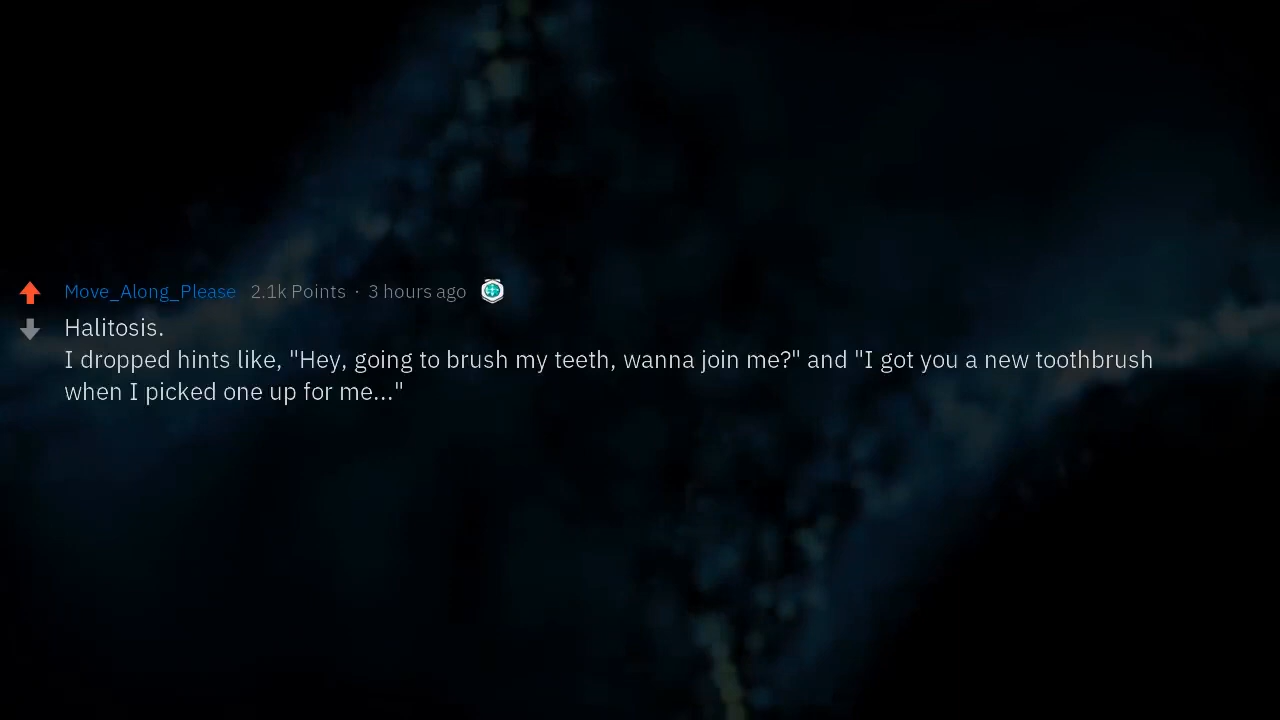 Move_Along_Please 2.1k Points · 3 hours ago
Halitosis.
I dropped hints like, "Hey, going to brush my teeth, wanna join me?" and "I got you a new toothbrush
when I picked one up for me..."